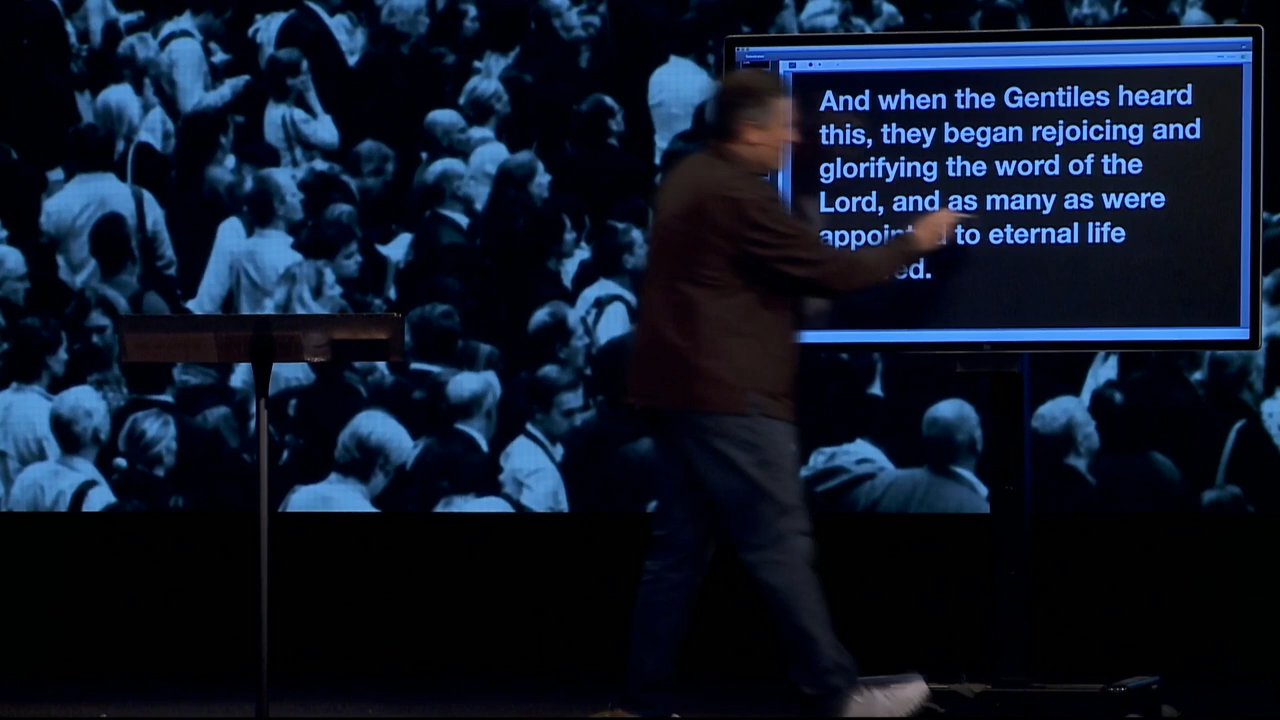 And when the Gentiles heard
this, they began rejoicing and
glorifying the word of the
Lord, and as many as were
to eternal life